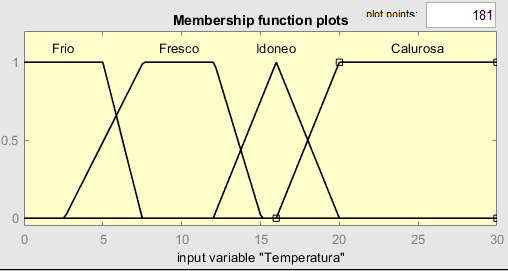 Membership function plots
plot points:
181
Frio Fresco Idoneo Calurosa
1
0.5
0
0 5 10 15 20 25 30
input variable "Temperatura"